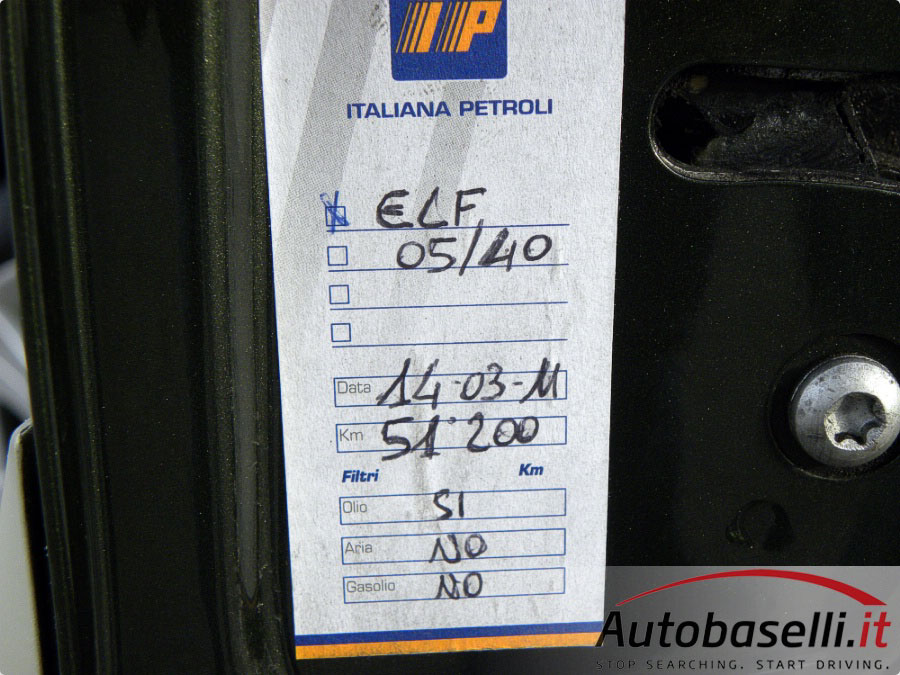 IP
ITALIANA PETROLI
ELF
05/40
Data 14-03-11
Km 51'200
Filtri Km
Olio SI
Aria NO
Gasolio NO
Autobaselli.it
STOP SEARCHING. START DRIVING.